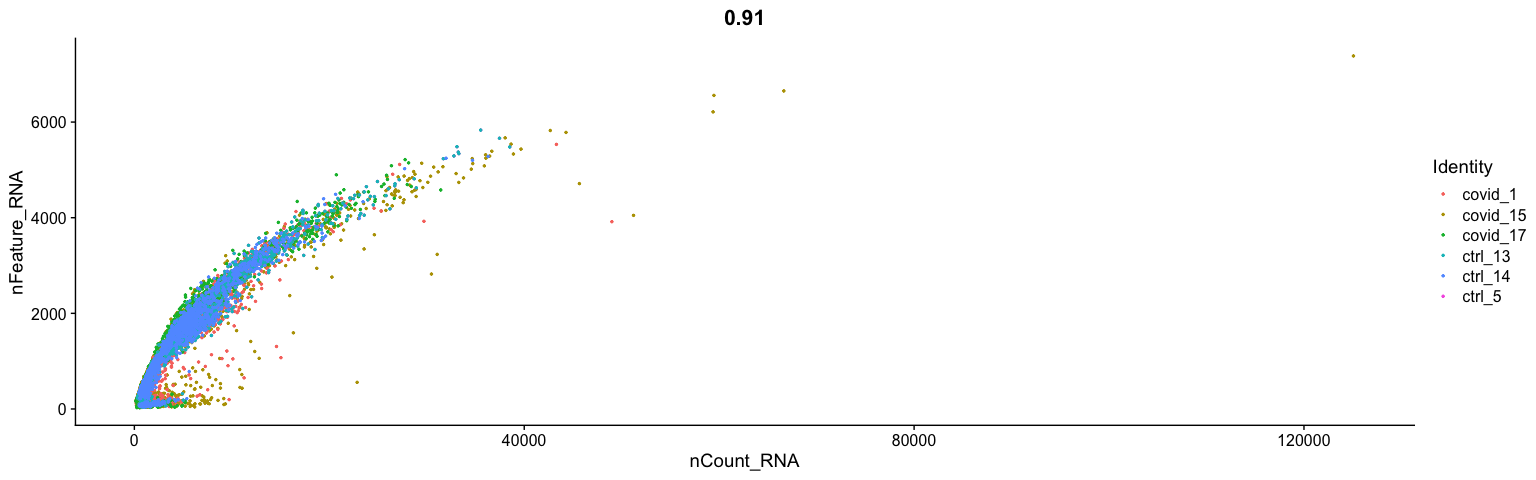 0.91
6000
4000
2000
0
nFeature_RNA
0 40000 80000 120000
nCount_RNA
Identity
covid_1
covid_15
covid_17
ctrl_13
ctrl_14
ctrl_5